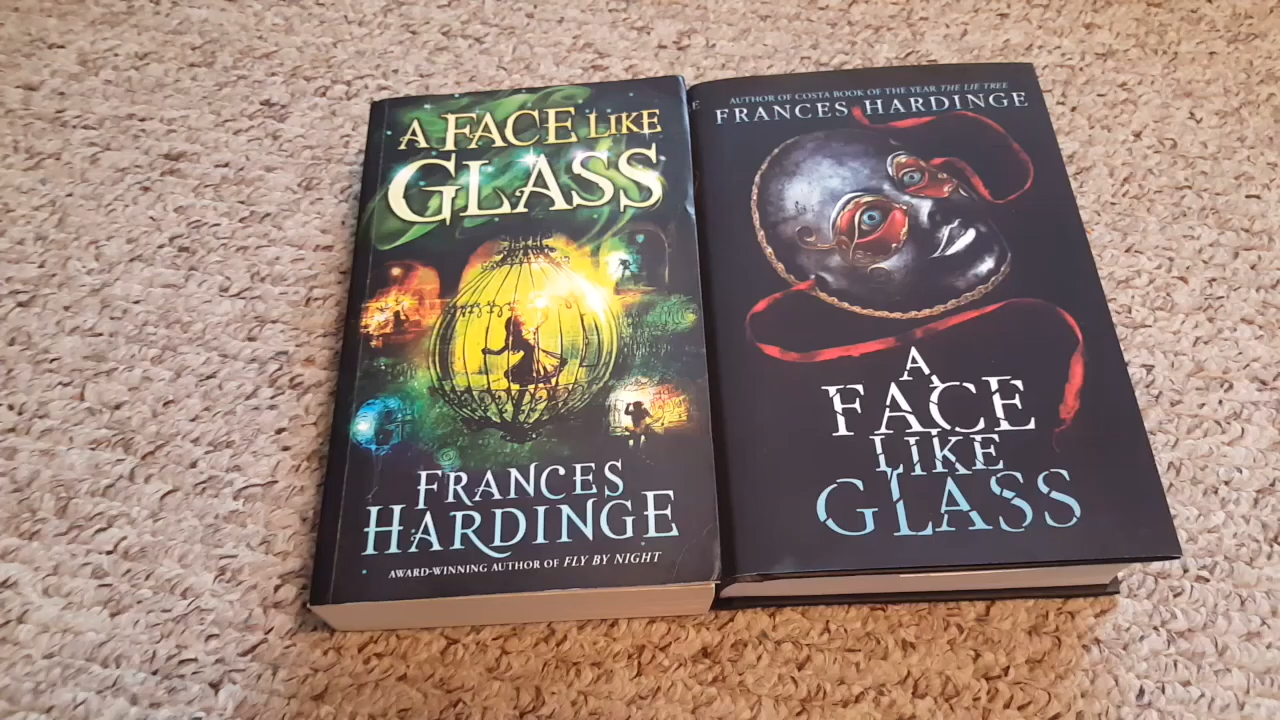 A FACE LIKE
GLASS
FRANCES
HARDINGE
AWARD-WINNING AUTHOR OF FLY BY NIGHT
AUTHOR OF COSTA BOOK OF THE YEAR THE LIE TREE
FRANCES HARDINGE
A
FACE
LIKE
GLASS